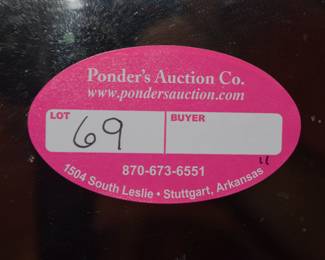 Ponder's Auction Co.
www.pondersauction.com
LOT BUYER
69
870-673-6551
1504 South Leslie • Stuttgart, Arkansas